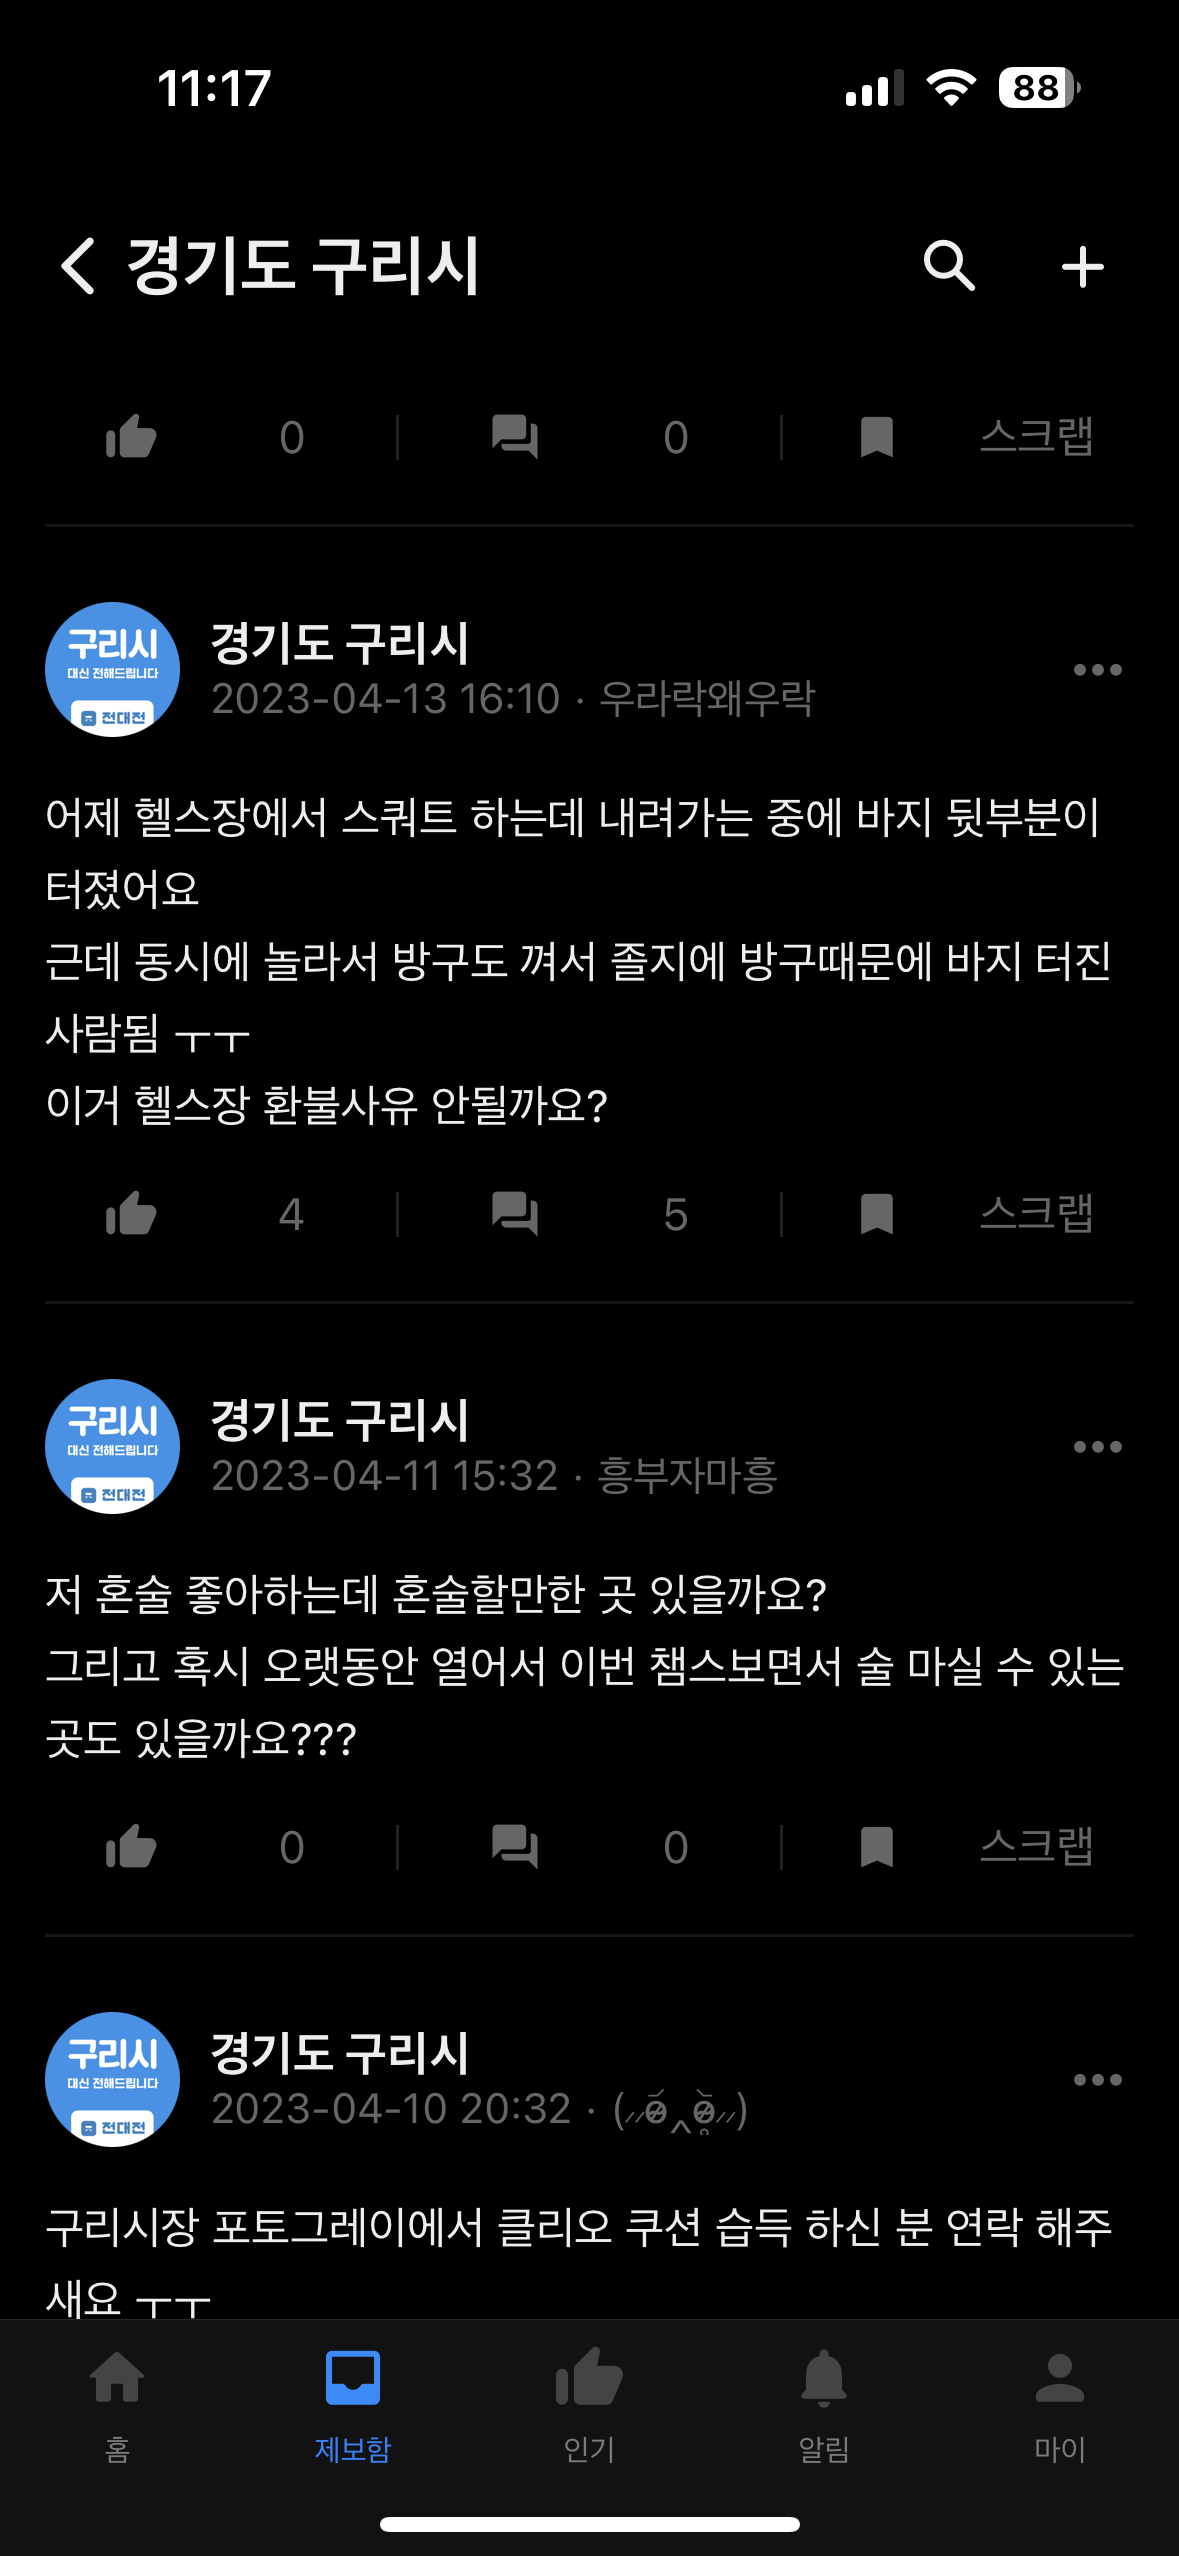 11:17
88
경기도 구리시
0
0
스크랩
구리시
대신 전해드립니다
전대전
경기도 구리시
2023-04-13 16:10 · 우라락왜우락
어제 헬스장에서 스쿼트 하는데 내려가는 중에 바지 뒷부분이
터졌어요
근데 동시에 놀라서 방구도 껴서 졸지에 방구때문에 바지 터진
사람됨 ㅜㅜ
이거 헬스장 환불사유 안될까요?
4
5
스크랩
구리시
대신 전해드립니다
전대전
경기도 구리시
2023-04-11 15:32 · 흥부자마흥
저 혼술 좋아하는데 혼술할만한 곳 있을까요?
그리고 혹시 오랫동안 열어서 이번 챔스보면서 술 마실 수 있는
곳도 있을까요???
0
0
스크랩
구리시
대신 전해드립니다
전대전
경기도 구리시
2023-04-10 20:32 ·
구리시장 포토그레이에서 클리오 쿠션 습득 하신 분 연락 해주
새요 ㅜㅜ
홈
제보함
인기
알림
마이